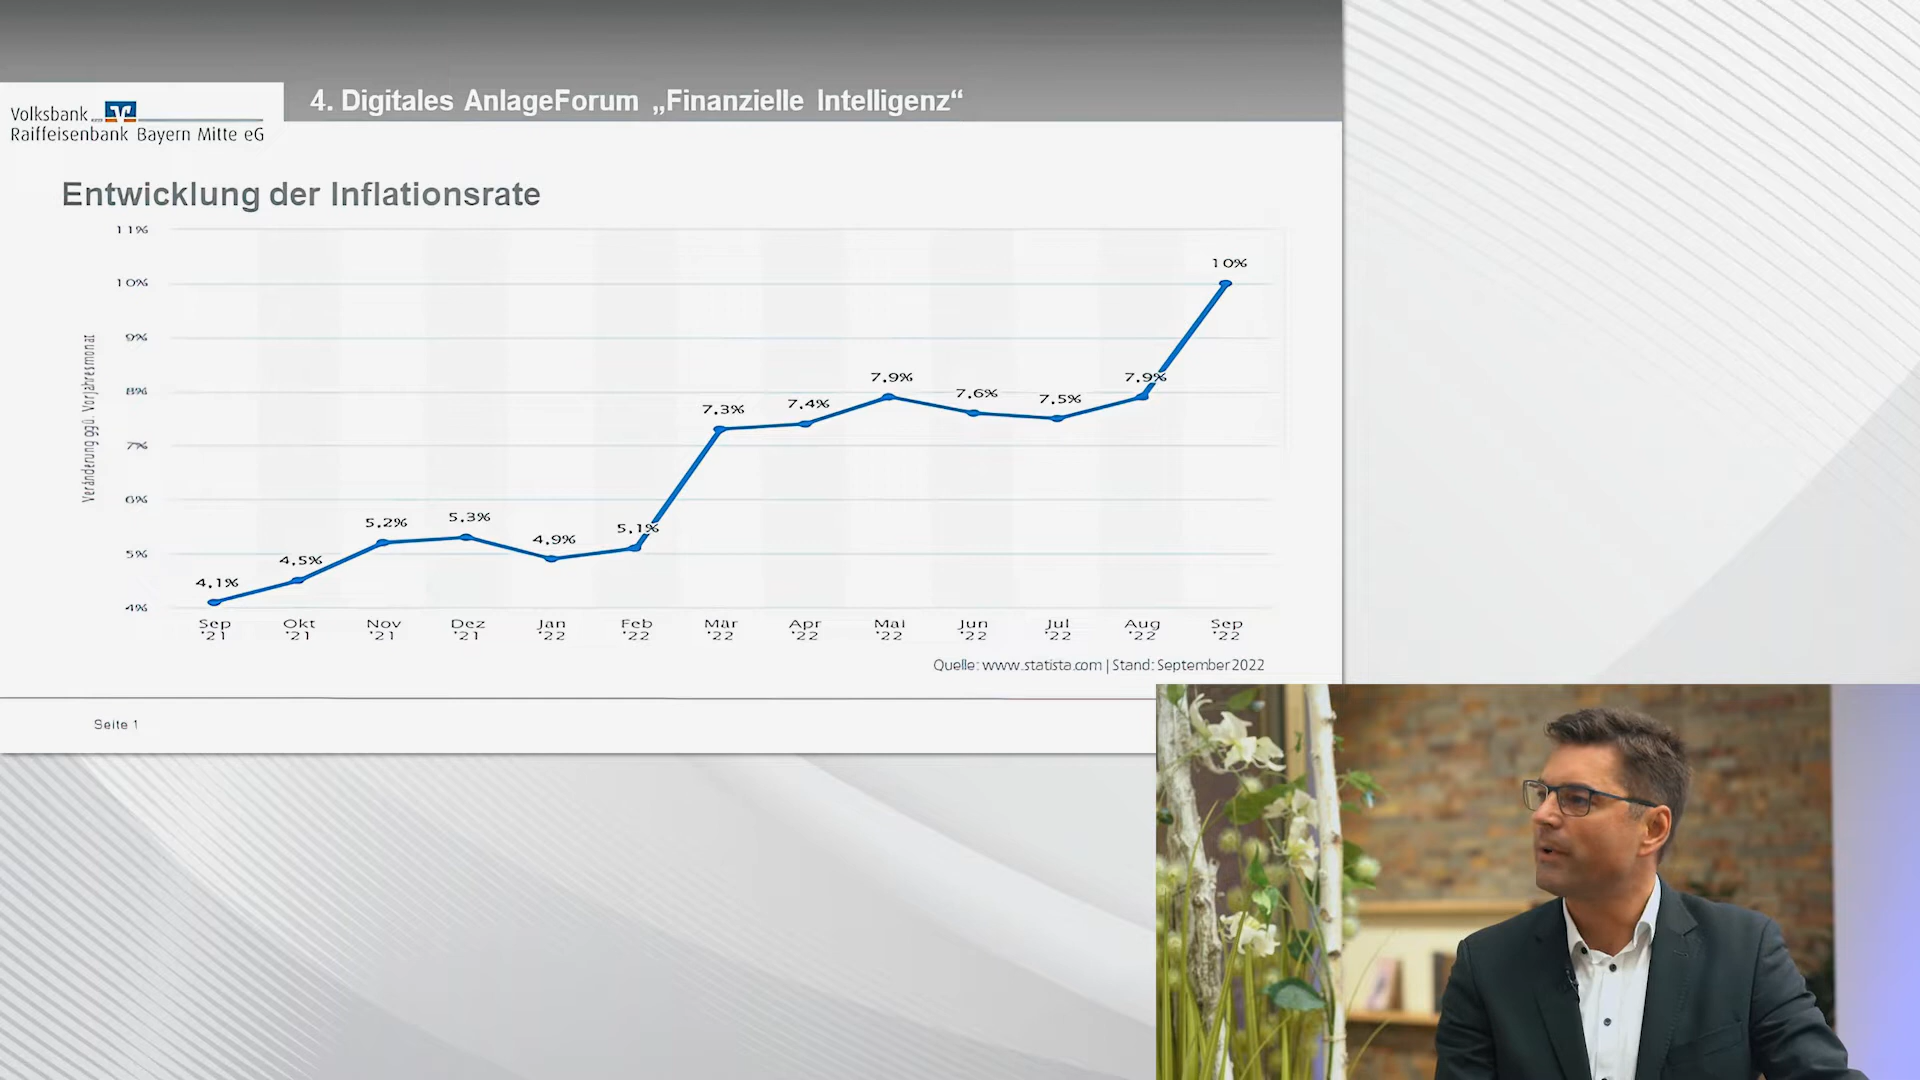 4. Digitales AnlageForum „Finanzielle Intelligenz“
Volksbank
Raiffeisenbank Bayern Mitte eG
Entwicklung der Inflationsrate
Veränderung ggü. Vorjahresmonat
11%
10%
9%
8%
7%
6%
5%
4%
4.1%
4.5%
5.2%
5.3%
4.9%
5.1%
7.3%
7.4%
7.9%
7.6%
7.5%
7.9%
10%
Sep '21
Okt '21
Nov '21
Dez '21
Jan '22
Feb '22
Mär '22
Apr '22
Mai '22
Jun '22
Jul '22
Aug '22
Sep '22
Quelle: www.statista.com | Stand: September 2022
Seite 1